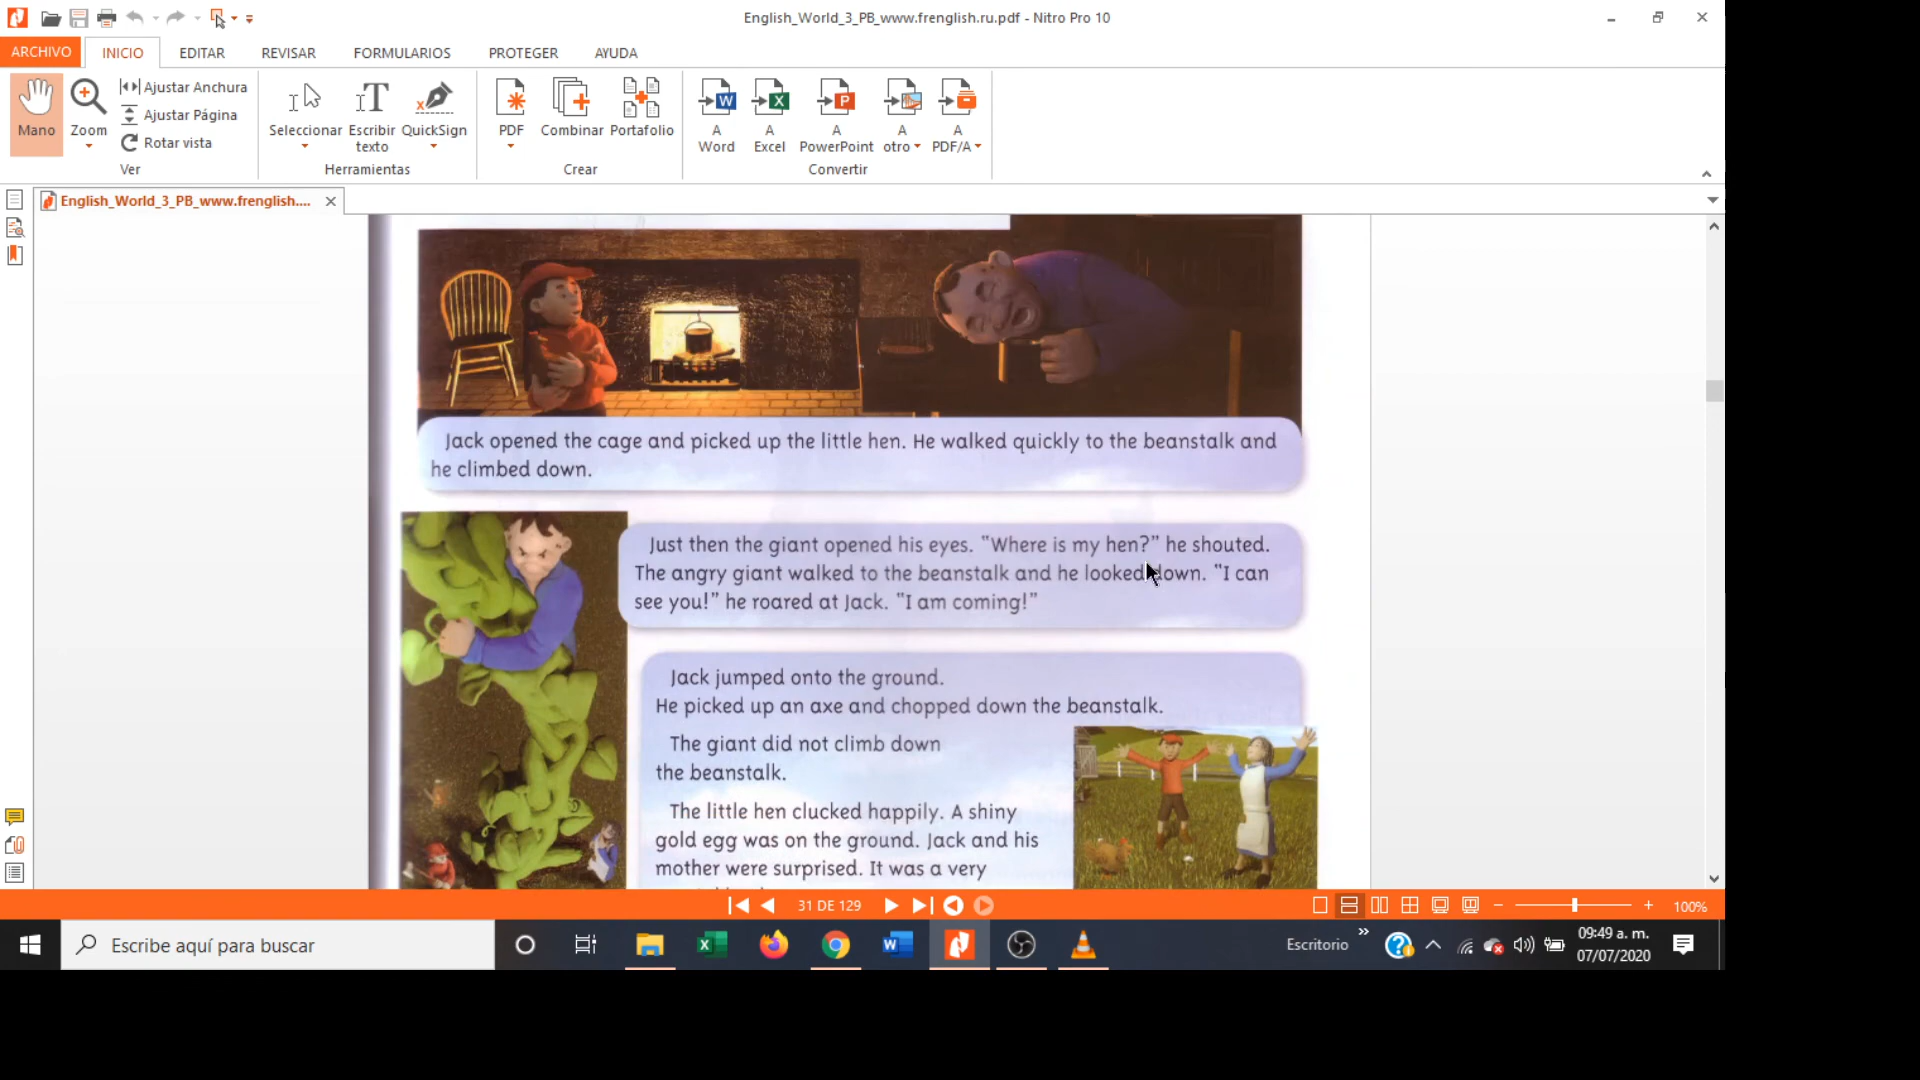 English_World_3_PB_www.frenglish.ru.pdf - Nitro Pro 10
ARCHIVO INICIO EDITAR REVISAR FORMULARIOS PROTEGER AYUDA
Mano
Zoom
Ajustar Anchura
Ajustar Página
Rotar vista
Ver
Seleccionar
Escribir
texto
QuickSign
Herramientas
PDF
Combinar
Portafolio
Crear
A
Word
A
Excel
A
PowerPoint
A
otro
A
PDF/A
Convertir
English_World_3_PB_www.frenglish....
Jack opened the cage and picked up the little hen. He walked quickly to the beanstalk and
he climbed down.
Just then the giant opened his eyes. "Where is my hen?" he shouted.
The angry giant walked to the beanstalk and he looked down. "I can
see you!" he roared at Jack. "I am coming!"
Jack jumped onto the ground.
He picked up an axe and chopped down the beanstalk.
The giant did not climb down
the beanstalk.
The little hen clucked happily. A shiny
gold egg was on the ground. Jack and his
mother were surprised. It was a very
31 DE 129
100%
Escribe aquí para buscar
Escritorio
09:49 a. m.
07/07/2020